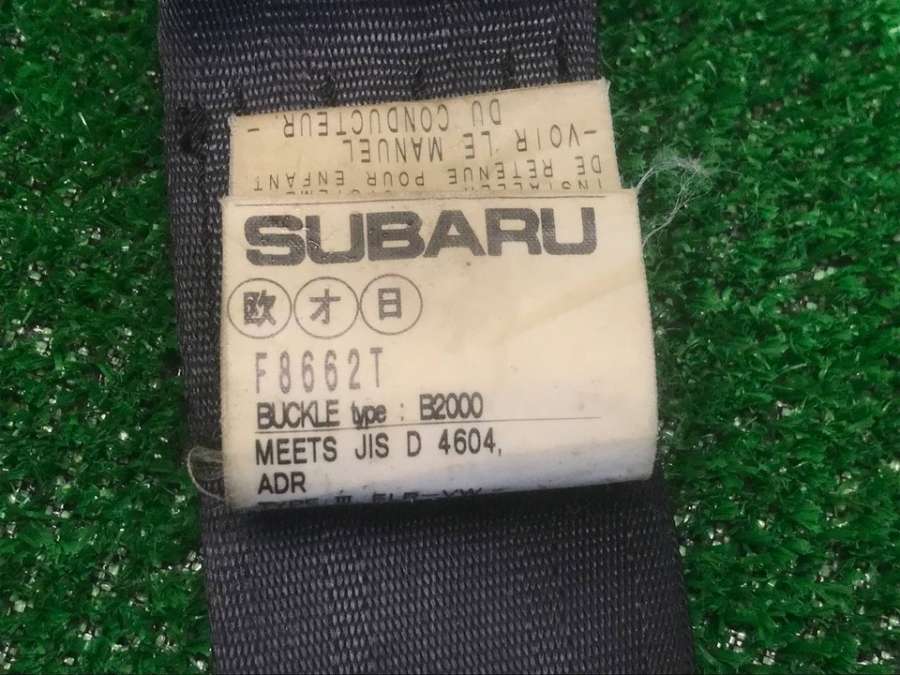 -VOIR LE MANUEL
DU CONDUCTEUR.-
DE RETENUE POUR ENFANT
SUBARU
欧 オ 日
F8662T
BUCKLE type : B2000
MEETS JIS D 4604,
ADR